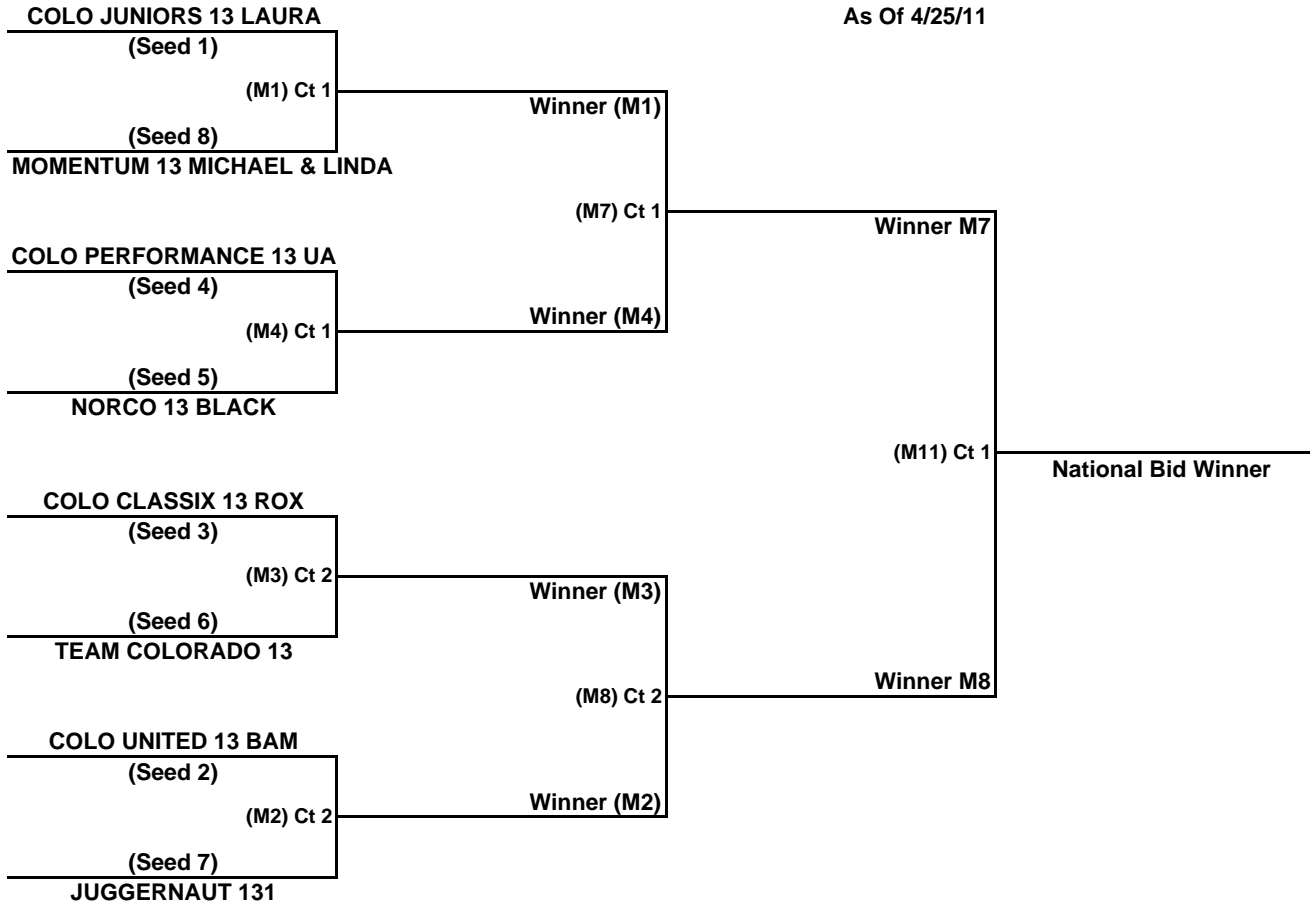 COLO JUNIORS 13 LAURA
As Of 4/25/11
(Seed 1)
(M1) Ct 1
Winner (M1)
(Seed 8)
MOMENTUM 13 MICHAEL & LINDA
(M7) Ct 1
Winner M7
COLO PERFORMANCE 13 UA
(Seed 4)
(M4) Ct 1
Winner (M4)
(Seed 5)
NORCO 13 BLACK
(M11) Ct 1
National Bid Winner
COLO CLASSIX 13 ROX
(Seed 3)
(M3) Ct 2
Winner (M3)
(Seed 6)
TEAM COLORADO 13
(M8) Ct 2
Winner M8
COLO UNITED 13 BAM
(Seed 2)
(M2) Ct 2
Winner (M2)
(Seed 7)
JUGGERNAUT 131